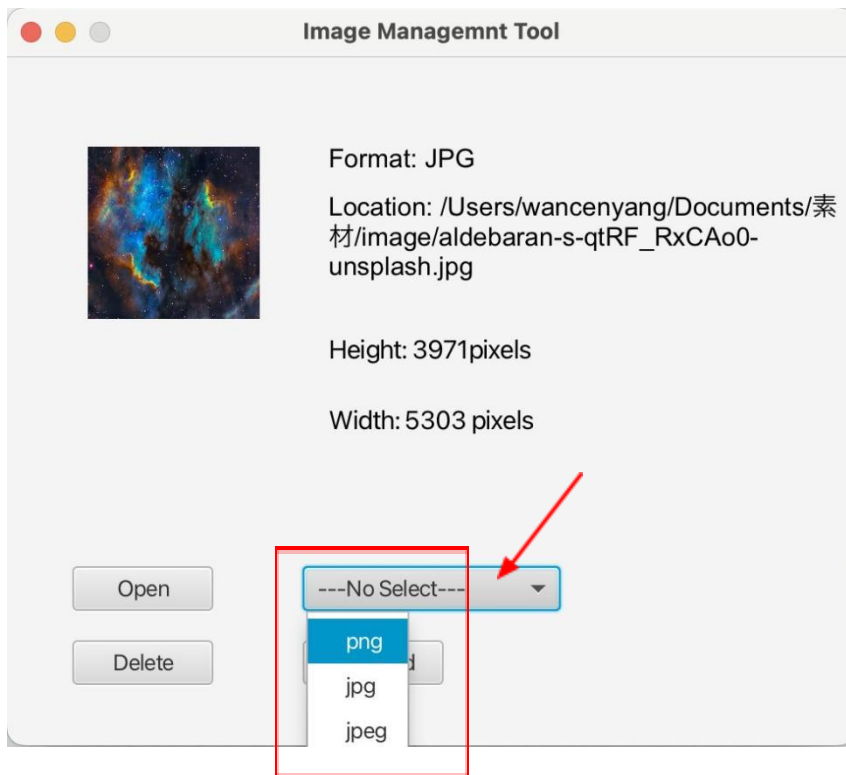 Image Managemnt Tool
Format: JPG
Location: /Users/wancenyang/Documents/素
材/image/aldebaran-s-qtRF_RxCAo0-
unsplash.jpg
Height: 3971pixels
Width: 5303 pixels
Open
---No Select---
png
Delete
jpg
jpeg